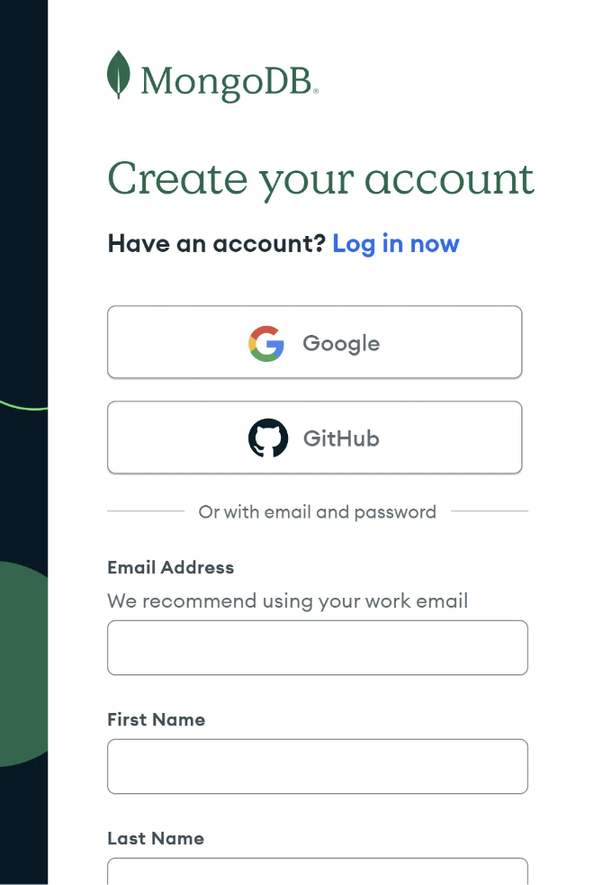 MongoDB®
Create your account
Have an account? Log in now
Google
GitHub
Or with email and password
Email Address
We recommend using your work email
First Name
Last Name